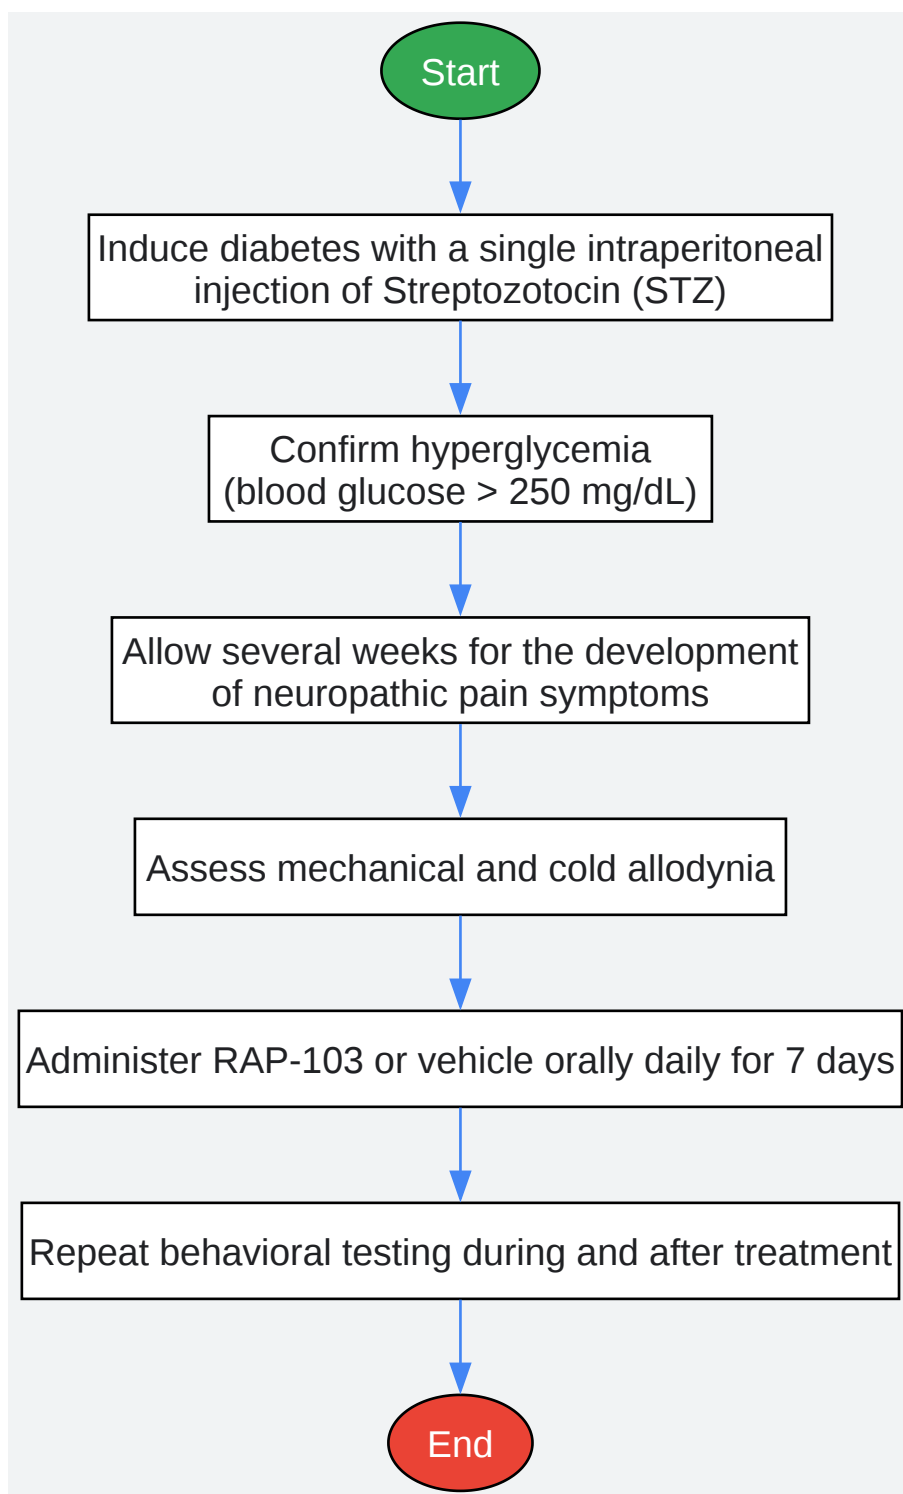 Start
Induce diabetes with a single intraperitoneal
injection of Streptozotocin (STZ)
Confirm hyperglycemia
(blood glucose > 250 mg/dL)
Allow several weeks for the development
of neuropathic pain symptoms
Assess mechanical and cold allodynia
Administer RAP-103 or vehicle orally daily for 7 days
Repeat behavioral testing during and after treatment
End